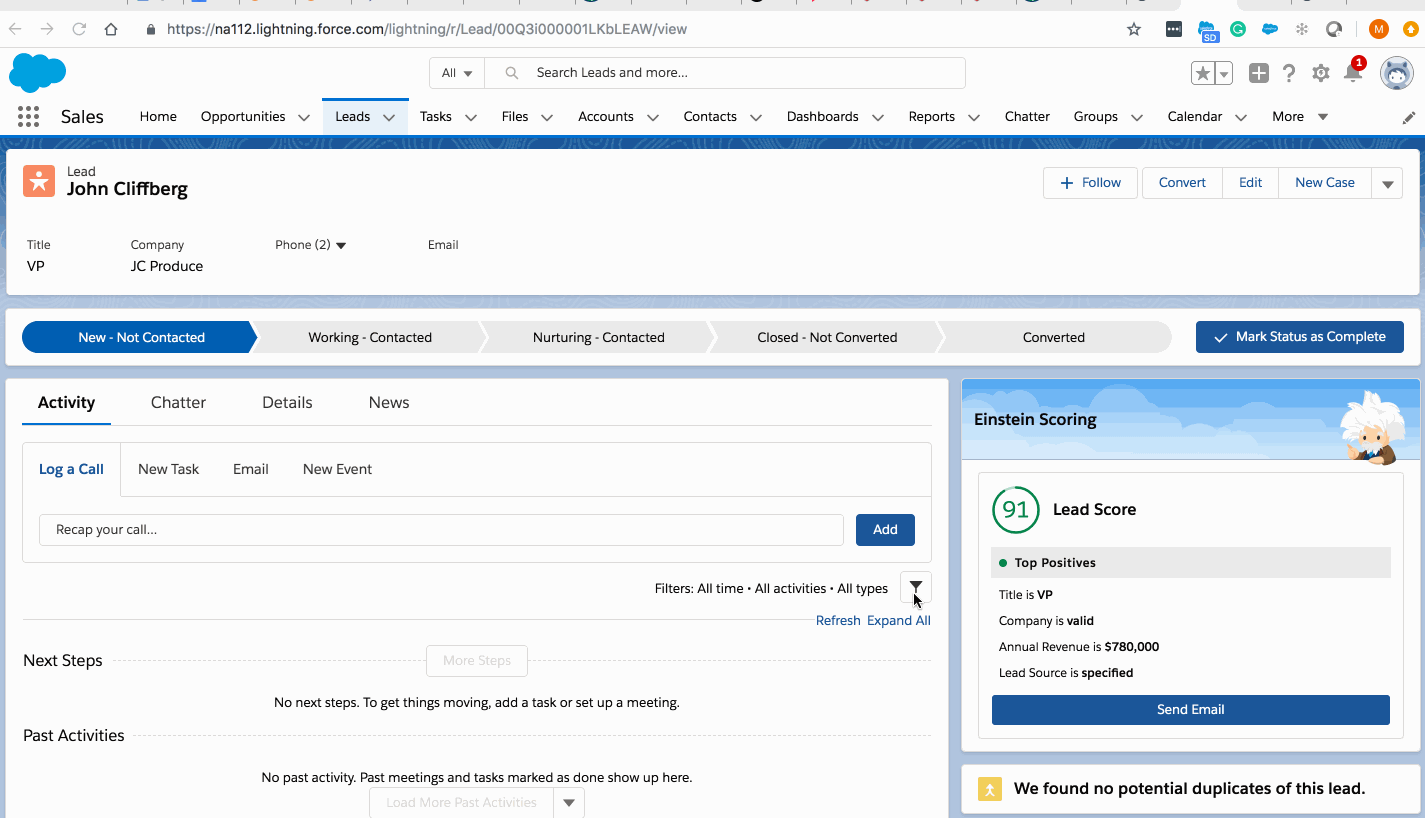 https://na112.lightning.force.com/lightning/r/Lead/00Q3i000001LKbLEAW/view
SD
M
All
Search Leads and more...
1
Sales Home Opportunities Leads Tasks Files Accounts Contacts Dashboards Reports Chatter Groups Calendar More
Lead
John Cliffberg
Follow Convert Edit New Case
Title Company Phone (2) Email
VP JC Produce
New - Not Contacted Working - Contacted Nurturing - Contacted Closed - Not Converted Converted Mark Status as Complete
Activity Chatter Details News
Log a Call New Task Email New Event
Recap your call... Add
Filters: All time • All activities • All types
Refresh Expand All
Next Steps More Steps
No next steps. To get things moving, add a task or set up a meeting.
Past Activities
No past activity. Past meetings and tasks marked as done show up here.
Load More Past Activities
Einstein Scoring
91 Lead Score
Top Positives
Title is VP
Company is valid
Annual Revenue is $780,000
Lead Source is specified
Send Email
We found no potential duplicates of this lead.